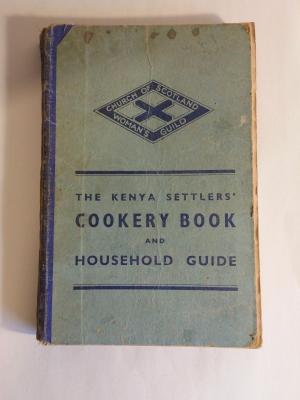 CHURCH OF SCOTLAND
WOMAN'S GUILD
THE KENYA SETTLERS'
COOKERY BOOK
AND
HOUSEHOLD GUIDE